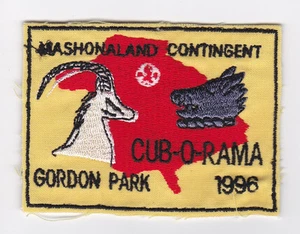 MASHONALAND CONTINGENT
CUB-O-RAMA
GORDON PARK 1996